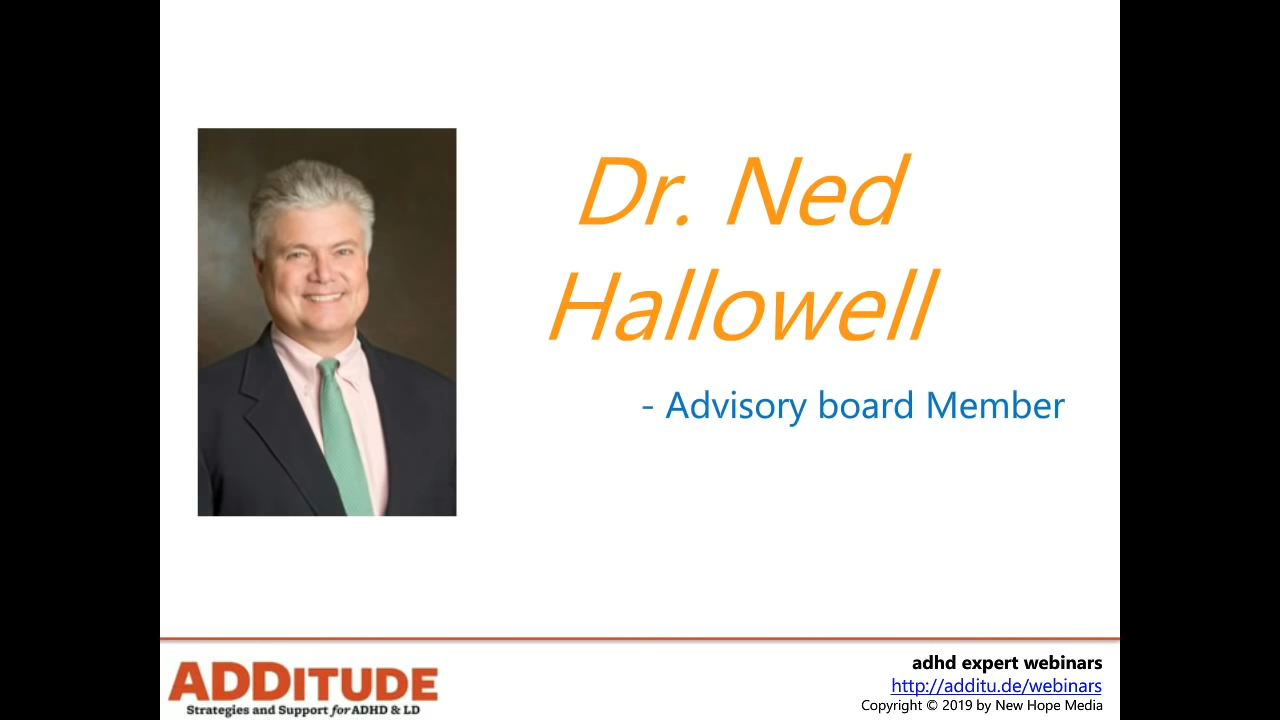 Dr. Ned
Hallowell
- Advisory board Member
ADDITUDE
Strategies and Support for ADHD & LD
adhd expert webinars
http://additu.de/webinars
Copyright © 2019 by New Hope Media